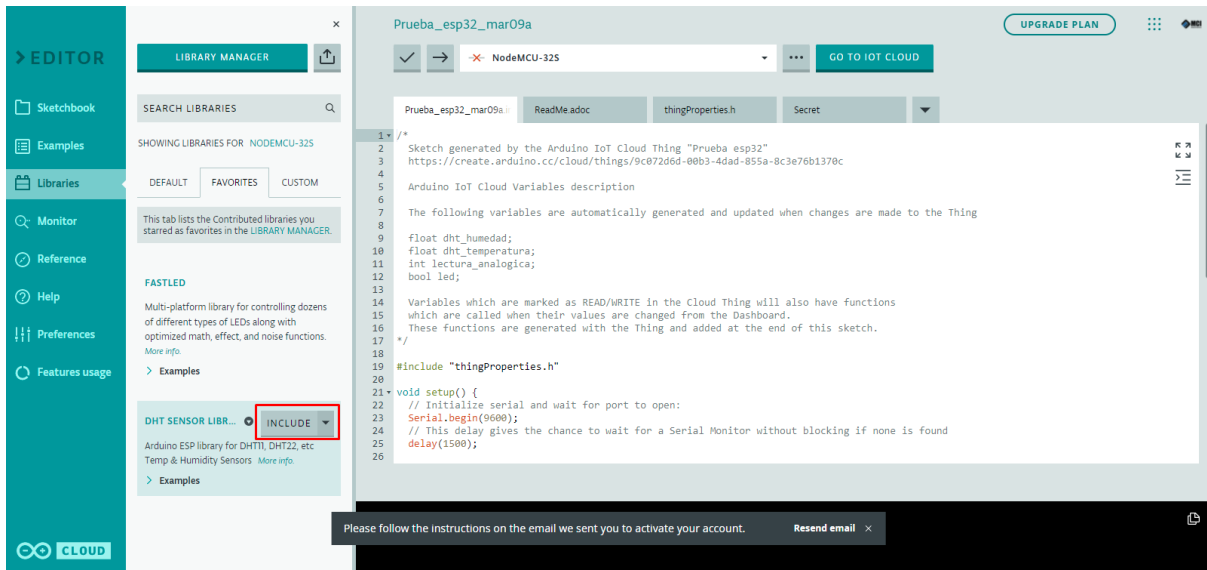 EDITOR
Sketchbook
Examples
Libraries
Monitor
Reference
Help
Preferences
Features usage
CLOUD
×
LIBRARY MANAGER
SEARCH LIBRARIES
SHOWING LIBRARIES FOR NODEMCU-32S
DEFAULT FAVORITES CUSTOM
This tab lists the Contributed libraries you
starred as favorites in the LIBRARY MANAGER.
FASTLED
Multi-platform library for controlling dozens
of different types of LEDs along with
optimized math, effect, and noise functions.
More info.
Examples
DHT SENSOR LIBR... INCLUDE
Arduino ESP library for DHT11, DHT22, etc
Temp & Humidity Sensors More info.
Examples
Prueba_esp32_mar09a
UPGRADE PLAN
MCI
NodeMCU-32S
GO TO IOT CLOUD
Prueba_esp32_mar09a.i ReadMe.adoc thingProperties.h Secret
1 /*
2 Sketch generated by the Arduino IoT Cloud Thing "Prueba esp32"
3 https://create.arduino.cc/cloud/things/9c072d6d-00b3-4dad-855a-8c3e76b1370c
4
5 Arduino IoT Cloud Variables description
6
7 The following variables are automatically generated and updated when changes are made to the Thing
8
9 float dht_humedad;
10 float dht_temperatura;
11 int lectura_analogica;
12 bool led;
13
14 Variables which are marked as READ/WRITE in the Cloud Thing will also have functions
15 which are called when their values are changed from the Dashboard.
16 These functions are generated with the Thing and added at the end of this sketch.
17 */
18
19 #include "thingProperties.h"
20
21 void setup() {
22 // Initialize serial and wait for port to open:
23 Serial.begin(9600);
24 // This delay gives the chance to wait for a Serial Monitor without blocking if none is found
25 delay(1500);
26
Please follow the instructions on the email we sent you to activate your account. Resend email ×